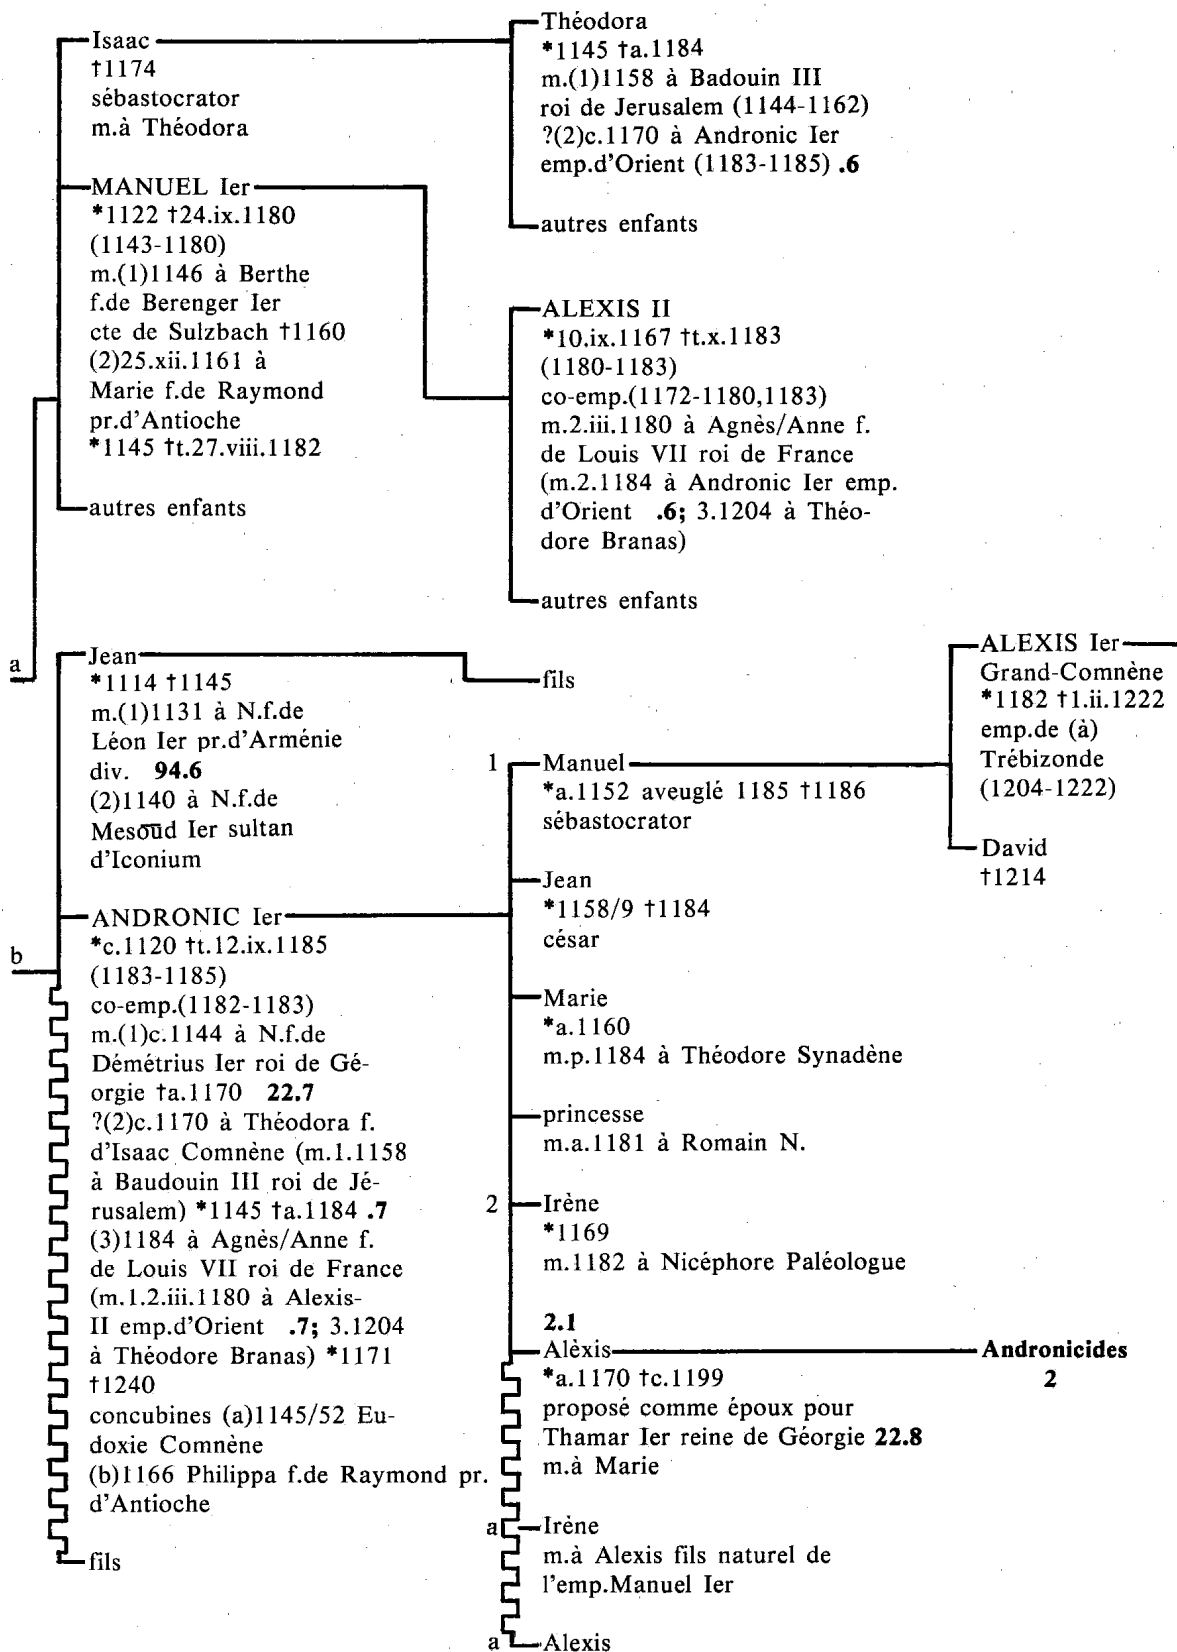 Isaac
†1174
sébastocrator
m.à Théodora
MANUEL Ier
*1122 †24.ix.1180
(1143-1180)
m.(1)1146 à Berthe
f.de Berenger Ier
cte de Sulzbach †1160
(2)25.xii.1161 à
Marie f.de Raymond
pr.d'Antioche
*1145 †t.27.viii.1182
autres enfants
Théodora
*1145 †a.1184
m.(1)1158 à Badouin III
roi de Jerusalem (1144-1162)
?(2)c.1170 à Andronic Ier
emp.d'Orient (1183-1185) .6
autres enfants
ALEXIS II
*10.ix.1167 †t.x.1183
(1180-1183)
co-emp.(1172-1180,1183)
m.2.iii.1180 à Agnès/Anne f.
de Louis VII roi de France
(m.2.1184 à Andronic Ier emp.
d'Orient .6; 3.1204 à Théo-
dore Branas)
autres enfants
a
Jean
*1114 †1145
m.(1)1131 à N.f.de
Léon Ier pr.d'Arménie
div. 94.6
(2)1140 à N.f.de
Mesōūd Ier sultan
d'Iconium
fils
b
ANDRONIC Ier
*c.1120 †t.12.ix.1185
(1183-1185)
co-emp.(1182-1183)
m.(1)c.1144 à N.f.de
Démétrius Ier roi de Gé-
orgie †a.1170 22.7
?(2)c.1170 à Théodora f.
d'Isaac Comnène (m.1.1158
à Baudouin III roi de Jé-
rusalem) *1145 †a.1184 .7
(3)1184 à Agnès/Anne f.
de Louis VII roi de France
(m.1.2.iii.1180 à Alexis-
II emp.d'Orient .7; 3.1204
à Théodore Branas) *1171
†1240
concubines (a)1145/52 Eu-
doxie Comnène
(b)1166 Philippa f.de Raymond pr.
d'Antioche
fils
1
Manuel
*a.1152 aveuglé 1185 †1186
sébastocrator
Jean
*1158/9 †1184
césar
Marie
*a.1160
m.p.1184 à Théodore Synadène
princesse
m.a.1181 à Romain N.
2
Irène
*1169
m.1182 à Nicéphore Paléologue
2.1
Alèxis
*a.1170 †c.1199
proposé comme époux pour
Thamar Ier reine de Géorgie 22.8
m.à Marie
a
Irène
m.à Alexis fils naturel de
l'emp.Manuel Ier
a
Alexis
ALEXIS Ier
Grand-Comnène
*1182 †1.ii.1222
emp.de (à)
Trébizonde
(1204-1222)
David
†1214
Andronicides
2